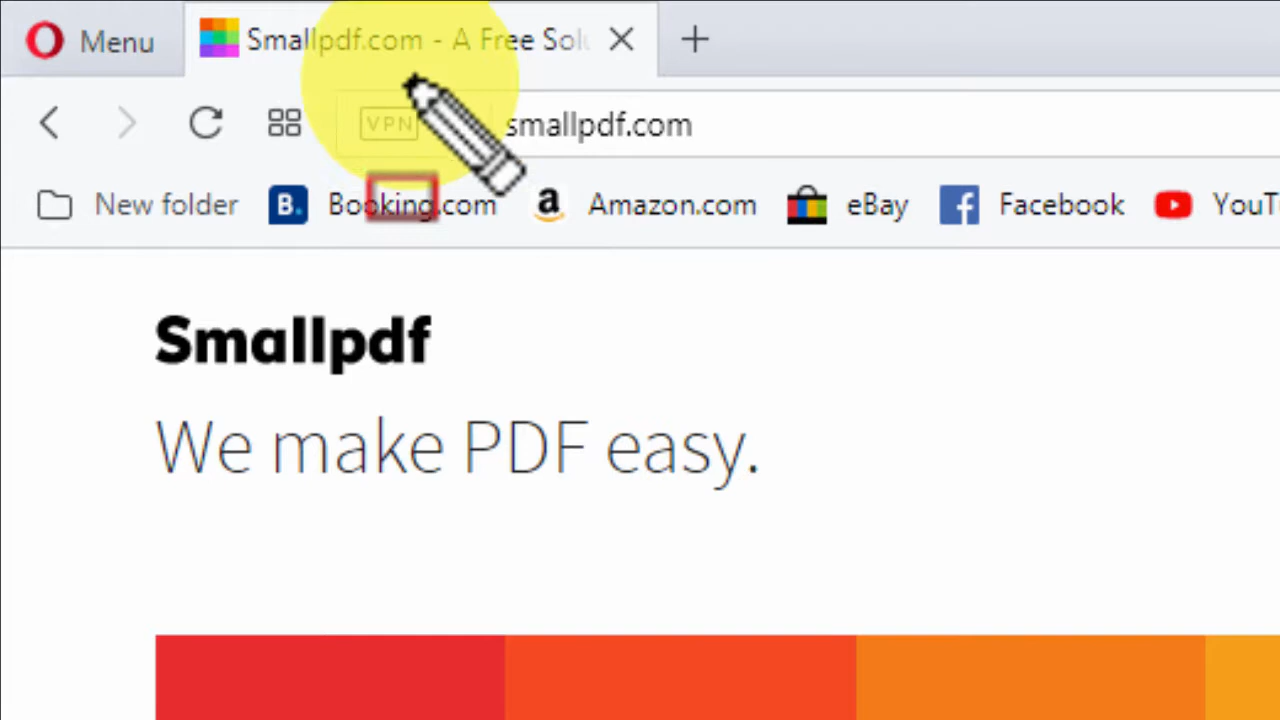 Menu
Smallpdf.com - A Free Solu
VPN
smallpdf.com
New folder
B. Booking.com
a Amazon.com
eBay
f Facebook
YouT
Smallpdf
We make PDF easy.